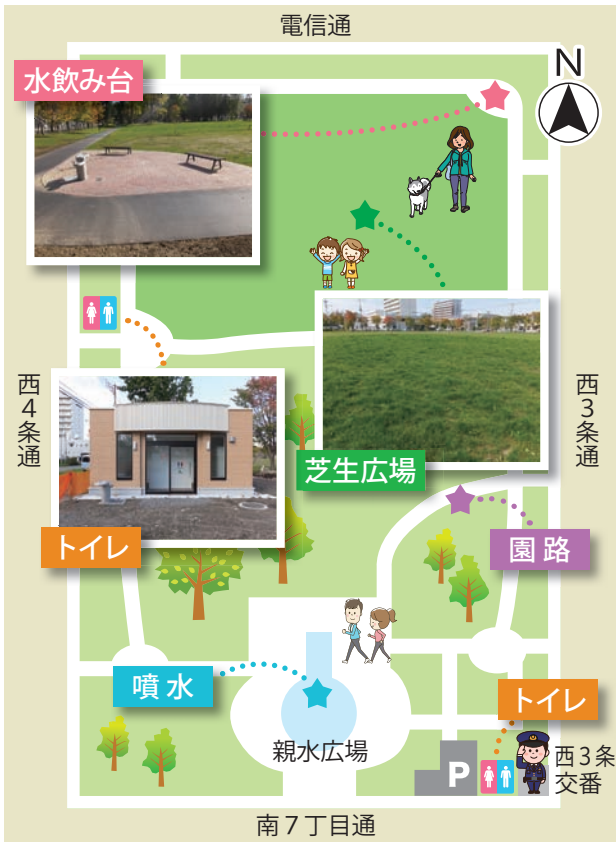 電信通
水飲み台
N
西4条通
西3条通
芝生広場
トイレ
園路
噴水
トイレ
親水広場
P
西3条
交番
南7丁目通